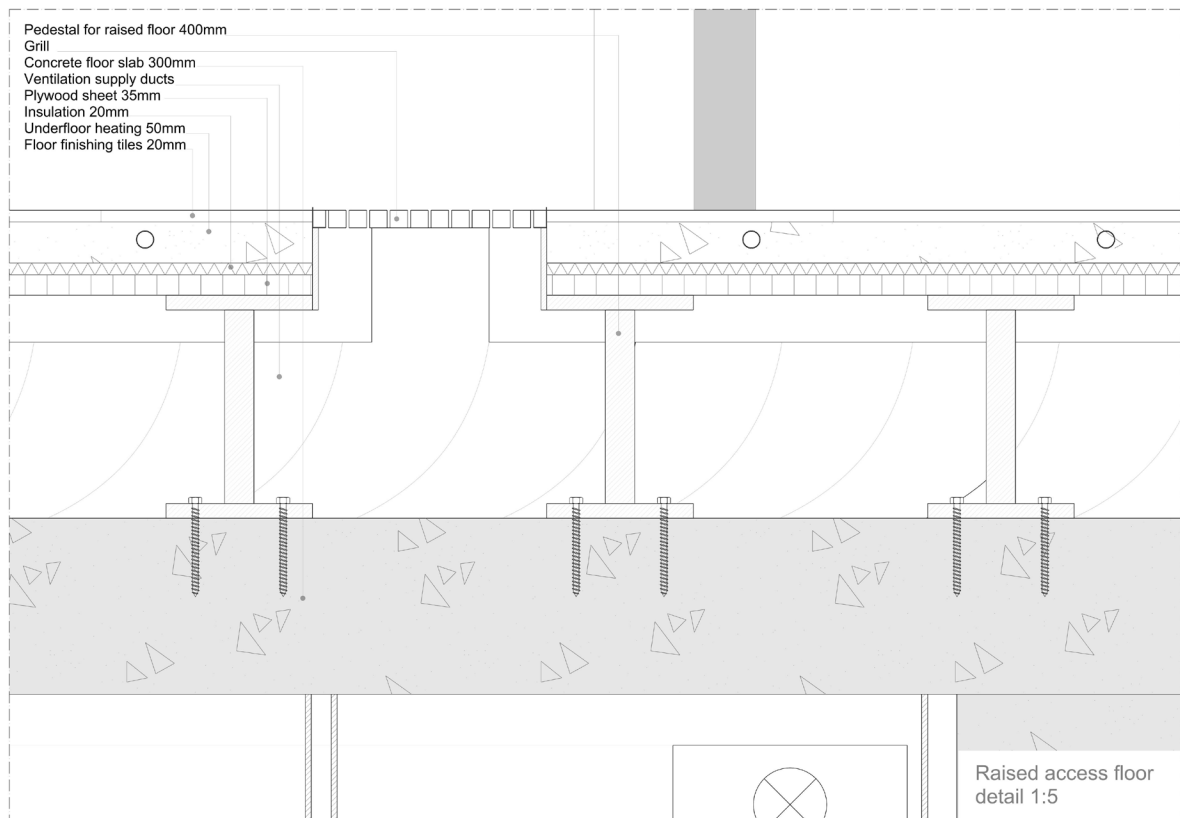 Pedestal for raised floor 400mm
Grill
Concrete floor slab 300mm
Ventilation supply ducts
Plywood sheet 35mm
Insulation 20mm
Underfloor heating 50mm
Floor finishing tiles 20mm
Raised access floor
detail 1:5